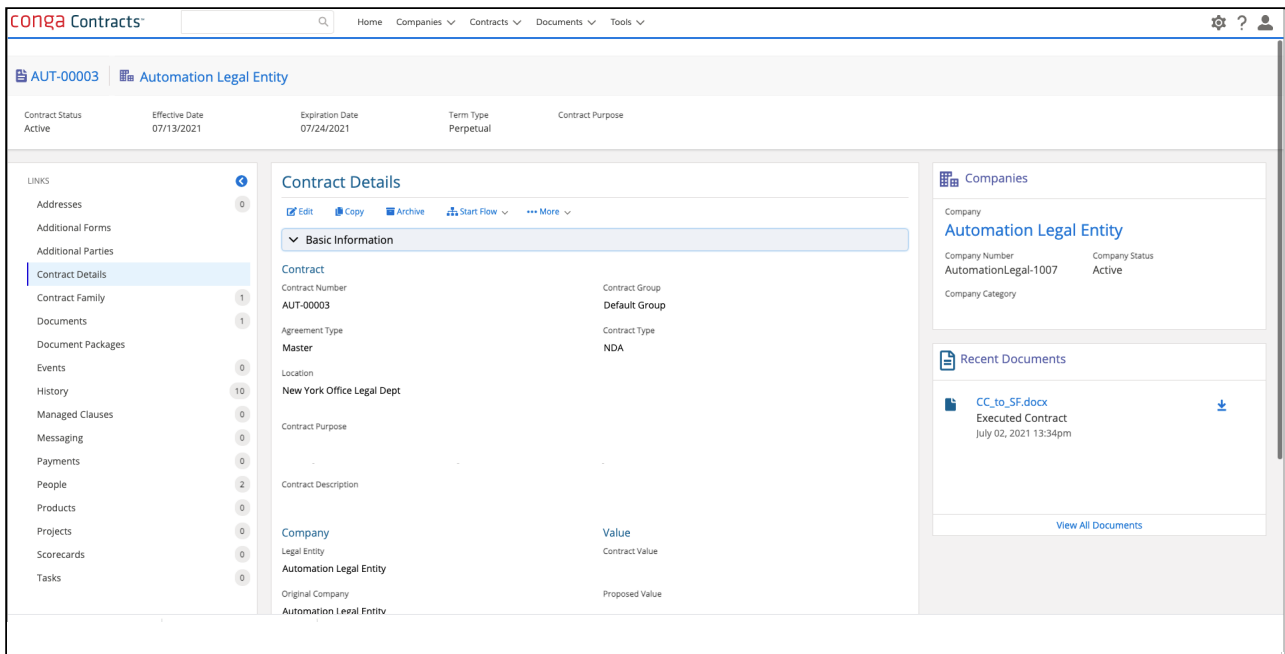 conga Contracts™
Home Companies Contracts Documents Tools
AUT-00003 Automation Legal Entity
Contract Status Effective Date Expiration Date Term Type Contract Purpose
Active 07/13/2021 07/24/2021 Perpetual
LINKS
Addresses 0
Additional Forms
Additional Parties
Contract Details
Contract Family 1
Documents 1
Document Packages
Events 0
History 10
Managed Clauses 0
Messaging 0
Payments 0
People 2
Products 0
Projects 0
Scorecards 0
Tasks 0
Contract Details
Edit Copy Archive Start Flow ••• More
Basic Information
Contract
Contract Number Contract Group
AUT-00003 Default Group
Agreement Type Contract Type
Master NDA
Location
New York Office Legal Dept
Contract Purpose
Contract Description
Company Value
Legal Entity Contract Value
Automation Legal Entity
Original Company Proposed Value
Automation Legal Entity
Companies
Company
Automation Legal Entity
Company Number Company Status
AutomationLegal-1007 Active
Company Category
Recent Documents
CC_to_SF.docx
Executed Contract
July 02, 2021 13:34pm
View All Documents